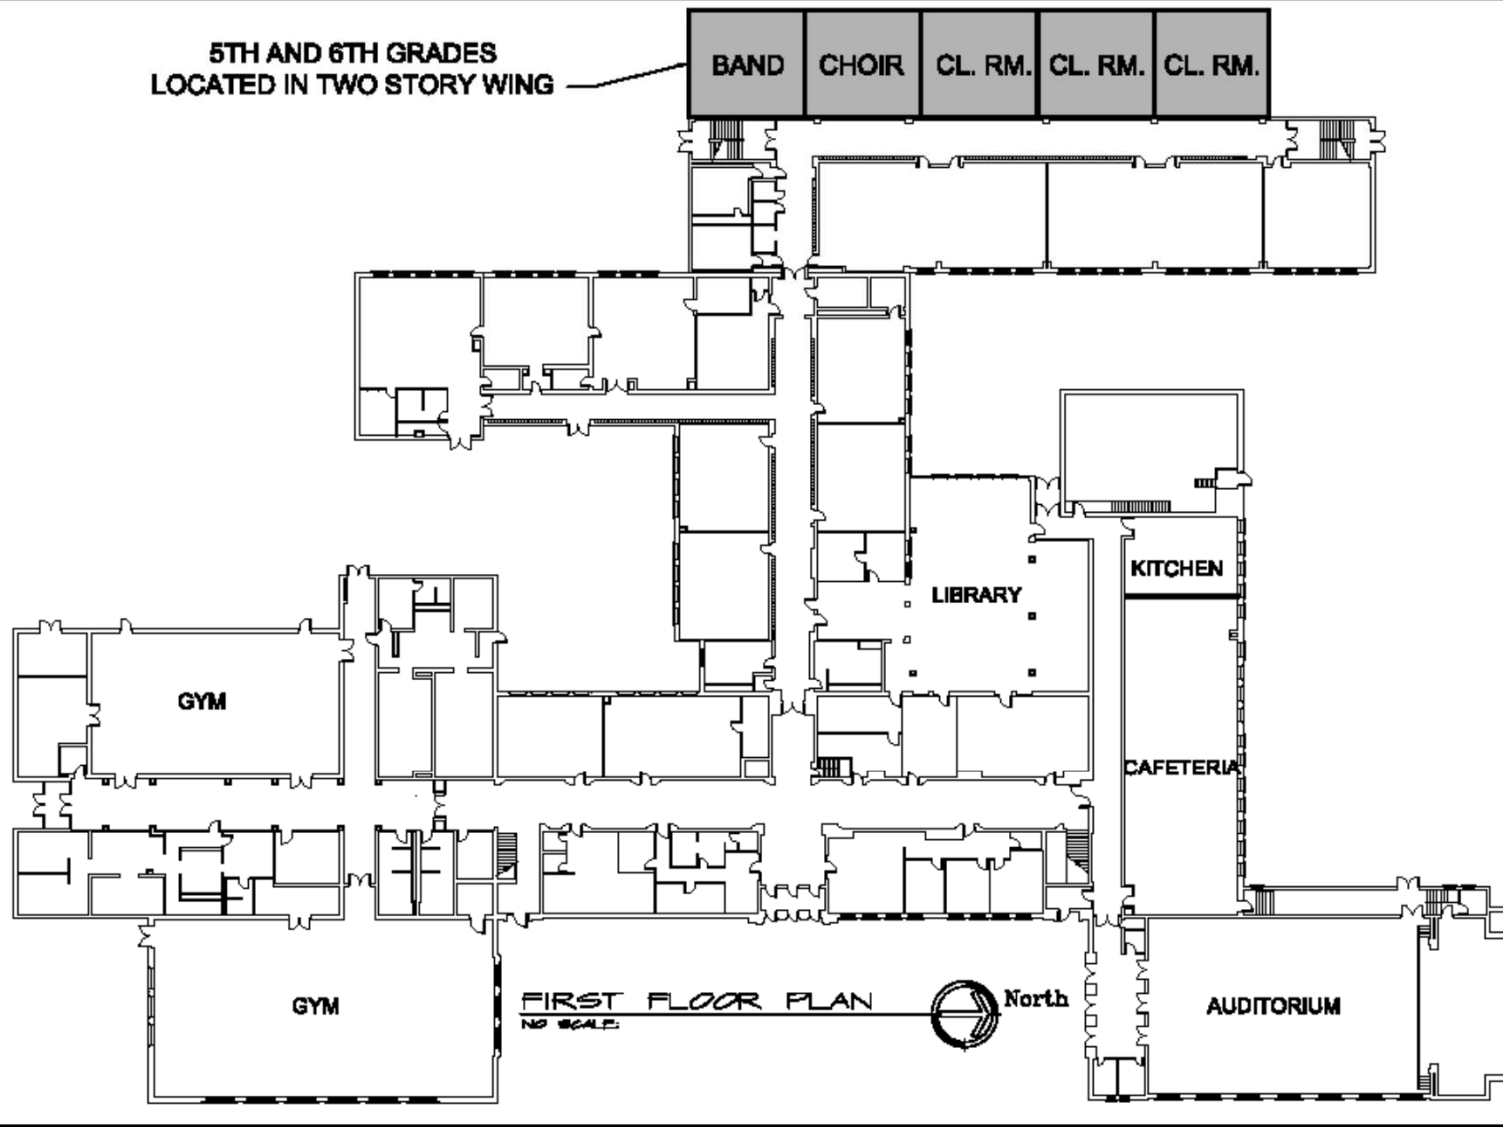 5TH AND 6TH GRADES
LOCATED IN TWO STORY WING
BAND
CHOIR
CL. RM.
CL. RM.
CL. RM.
KITCHEN
LIBRARY
GYM
CAFETERIA
GYM
FIRST FLOOR PLAN
NO SCALE:
North
AUDITORIUM